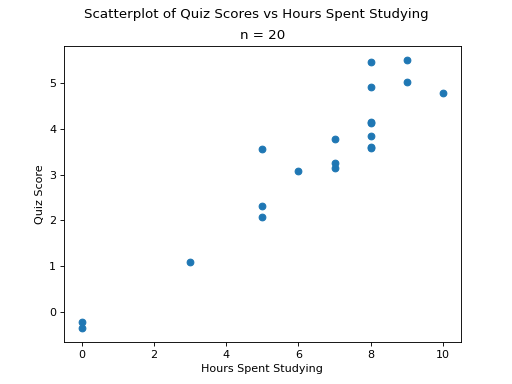 Scatterplot of Quiz Scores vs Hours Spent Studying
n = 20
5
4
3
2
1
0
Quiz Score
0 2 4 6 8 10
Hours Spent Studying